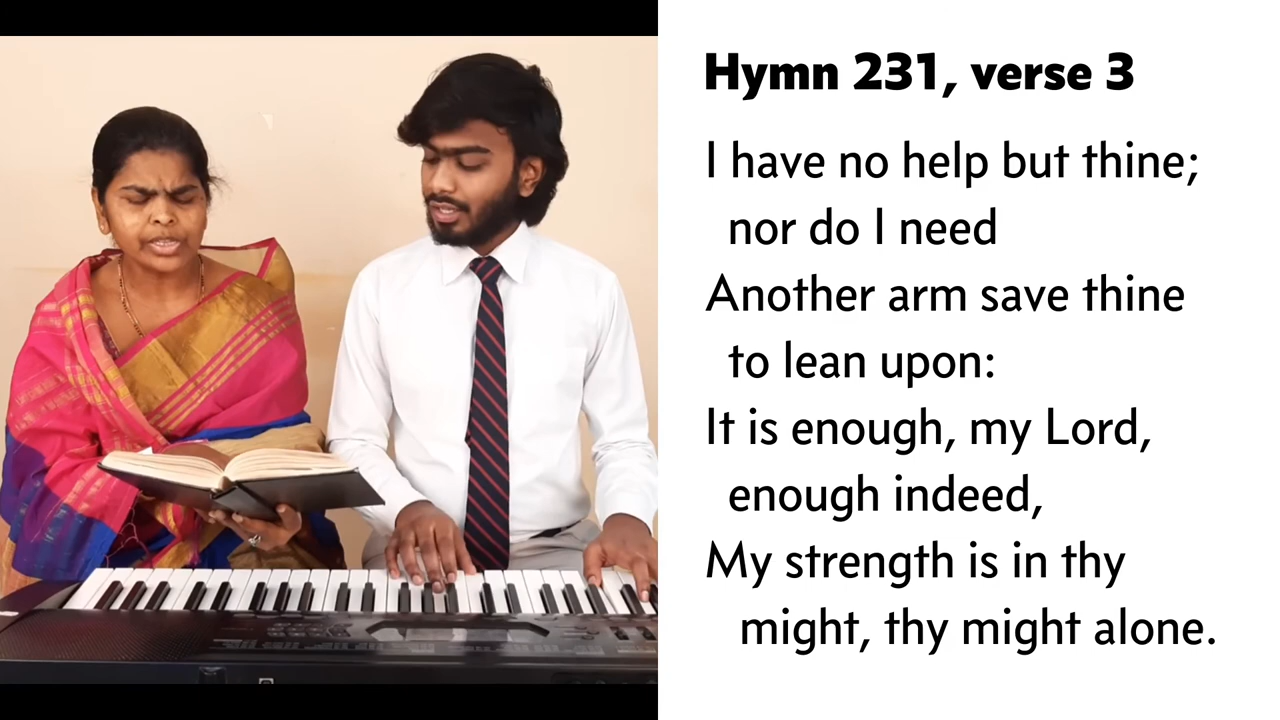 Hymn 231, verse 3
I have no help but thine;
nor do I need
Another arm save thine
to lean upon:
It is enough, my Lord,
enough indeed,
My strength is in thy
might, thy might alone.